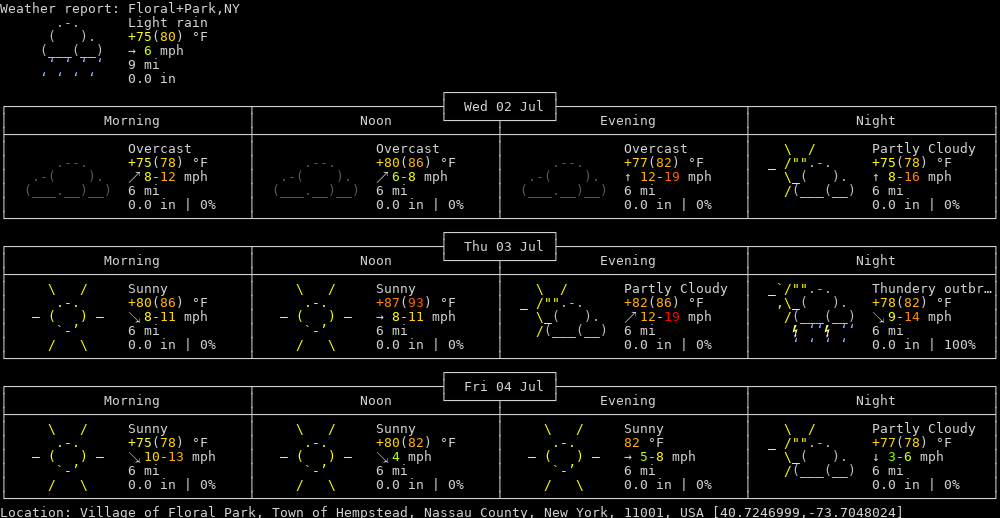 Weather report: Floral+Park,NY
Light rain
+75(80) °F
→ 6 mph
9 mi
0.0 in
Wed 02 Jul
Morning Noon Evening Night
Overcast Overcast Overcast Partly Cloudy
+75(78) °F +80(86) °F +77(82) °F +75(78) °F
↗ 8-12 mph ↗ 6-8 mph ↑ 12-19 mph ↑ 8-16 mph
6 mi 6 mi 6 mi 6 mi
0.0 in | 0% 0.0 in | 0% 0.0 in | 0% 0.0 in | 0%
Thu 03 Jul
Morning Noon Evening Night
Sunny Sunny Partly Cloudy Thundery outbr…
+80(86) °F +87(93) °F +82(86) °F +78(82) °F
↘ 8-11 mph → 8-11 mph ↗ 12-19 mph ↘ 9-14 mph
6 mi 6 mi 6 mi 6 mi
0.0 in | 0% 0.0 in | 0% 0.0 in | 0% 0.0 in | 100%
Fri 04 Jul
Morning Noon Evening Night
Sunny Sunny Sunny Partly Cloudy
+75(78) °F +80(82) °F 82 °F +77(78) °F
↘ 10-13 mph ↘ 4 mph → 5-8 mph ↓ 3-6 mph
6 mi 6 mi 6 mi 6 mi
0.0 in | 0% 0.0 in | 0% 0.0 in | 0% 0.0 in | 0%
Location: Village of Floral Park, Town of Hempstead, Nassau County, New York, 11001, USA [40.7246999,-73.7048024]